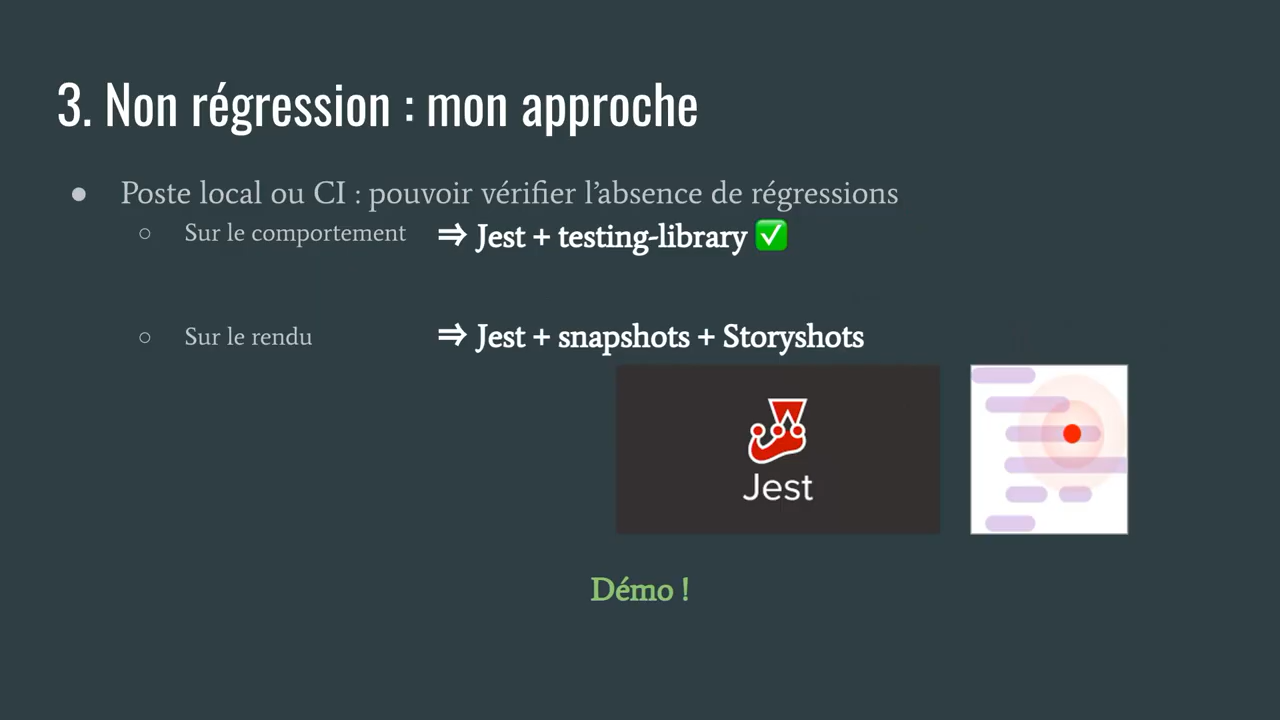 3. Non régression : mon approche
● Poste local ou CI : pouvoir vérifier l’absence de régressions
○ Sur le comportement ⇒ Jest + testing-library ✅
○ Sur le rendu ⇒ Jest + snapshots + Storyshots
Jest
Démo !